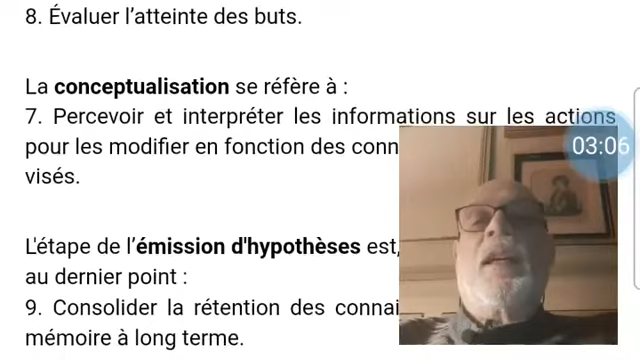 8. Évaluer l’atteinte des buts.
La conceptualisation se réfère à :
7. Percevoir et interpréter les informations sur les actions
pour les modifier en fonction des conn
visés.
L'étape de l’émission d'hypothèses est,
au dernier point :
9. Consolider la rétention des connai
mémoire à long terme.
03:06